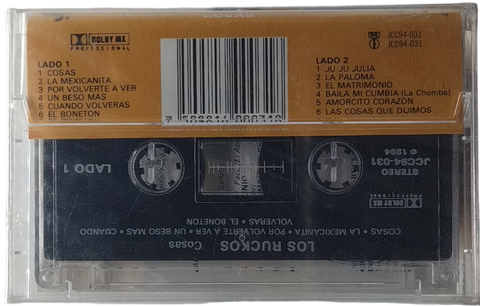 DOLBY MX
PROFESSIONAL
LADO 1
1 COSAS
2 LA MEXICANITA
3 POR VOLVERTE A VER
4 UN BESO MAS
5 CUANDO VOLVERAS
6 EL BONETON
JCC94-031
JCD94-031
LADO 2
1 JU JU JULIA
2 LA PALOMA
3 EL MATRIMONIO
4 BAILA MI CUMBIA (La Chomba)
5 AMORCITO CORAZON
6 LAS COSAS QUE DIJIMOS
LADO 1
LOS RUCKOS
Cosas
COSAS • LA MEXICANITA • POR VOLVERTE A VER • UN BESO MAS • CUANDO
VOLVERAS • EL BONETON
STEREO
JCC94-031
℗ 1994
DOLBY MX
PROFESSIONAL